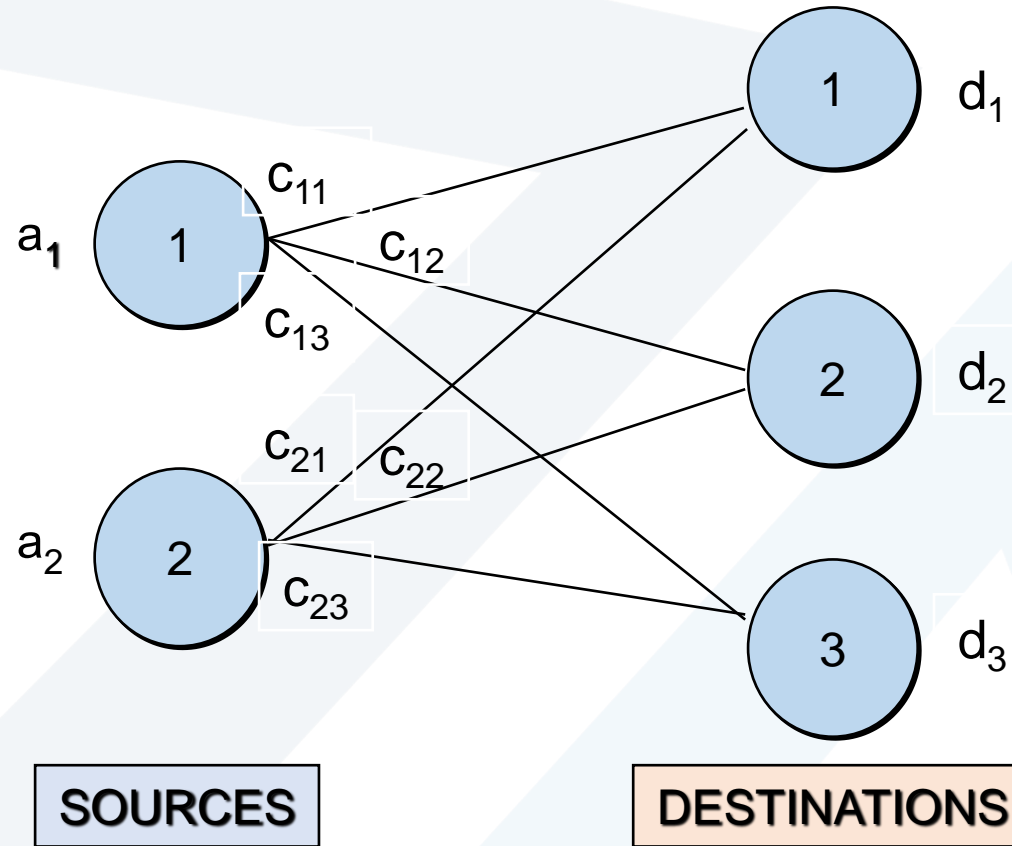 1
d₁
c₁₁
a₁
1
c₁₂
c₁₃
2
d₂
c₂₁
c₂₂
a₂
2
c₂₃
3
d₃
SOURCES
DESTINATIONS